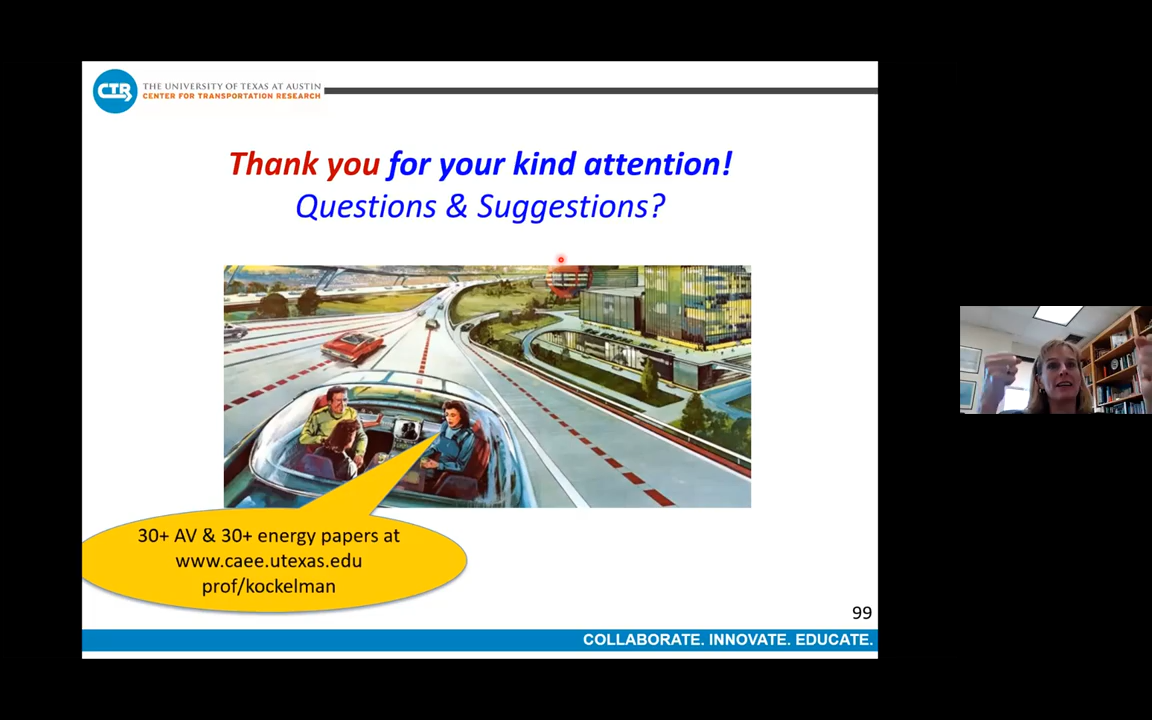 CTR
THE UNIVERSITY OF TEXAS AT AUSTIN
CENTER FOR TRANSPORTATION RESEARCH
Thank you for your kind attention!
Questions & Suggestions?
30+ AV & 30+ energy papers at
www.caee.utexas.edu
prof/kockelman
99
COLLABORATE. INNOVATE. EDUCATE.